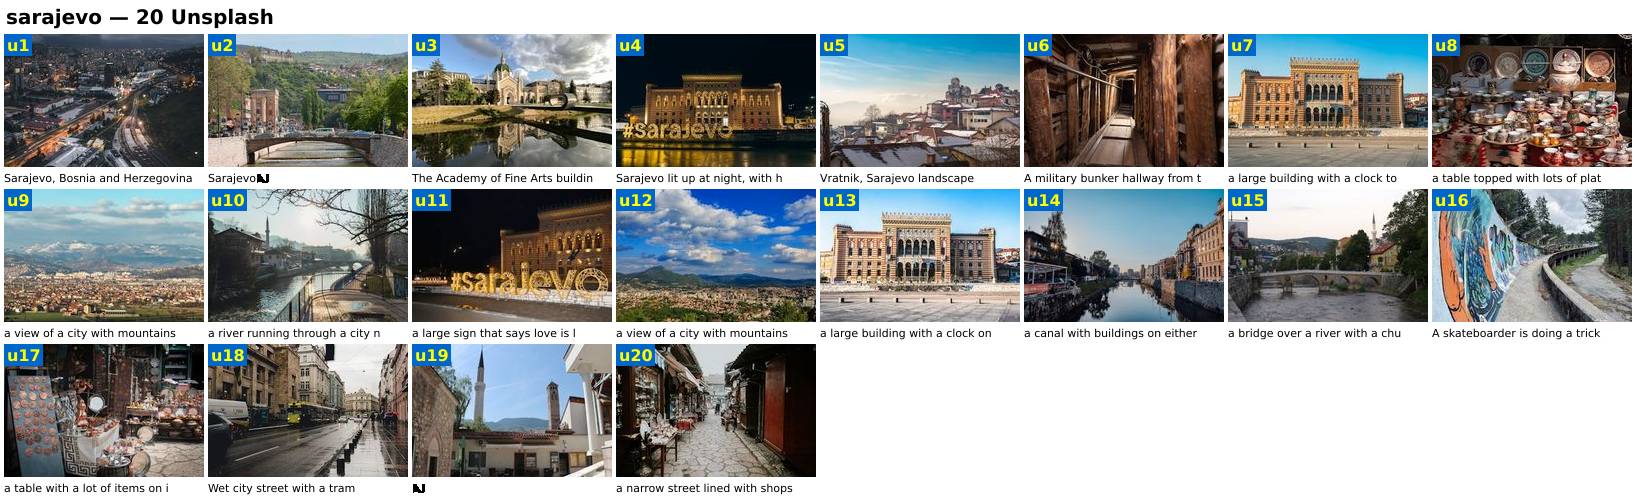 sarajevo — 20 Unsplash
u1
u2
u3
u4
u5
u6
u7
u8
#sarajevo
Sarajevo, Bosnia and Herzegovina
Sarajevo
The Academy of Fine Arts buildin
Sarajevo lit up at night, with h
Vratnik, Sarajevo landscape
A military bunker hallway from t
a large building with a clock to
a table topped with lots of plat
u9
u10
u11
u12
u13
u14
u15
u16
#sarajevo
a view of a city with mountains
a river running through a city n
a large sign that says love is l
a view of a city with mountains
a large building with a clock on
a canal with buildings on either
a bridge over a river with a chu
A skateboarder is doing a trick
u17
u18
u19
u20
a table with a lot of items on i
Wet city street with a tram
a narrow street lined with shops